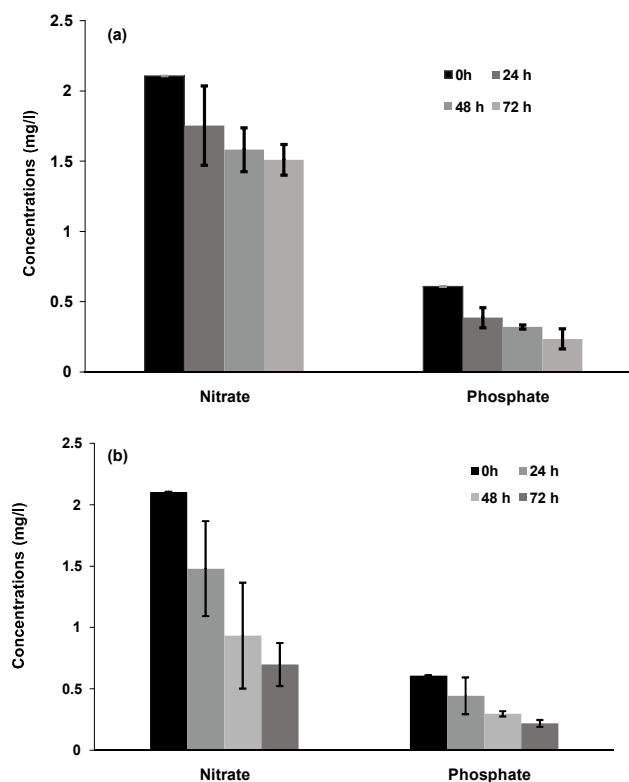 (a)
2.5
2
1.5
1
0.5
0
Concentrations (mg/l)
0h 24 h
48 h 72 h
Nitrate Phosphate
(b)
2.5
2
1.5
1
0.5
0
Concentrations (mg/l)
0h 24 h
48 h 72 h
Nitrate Phosphate